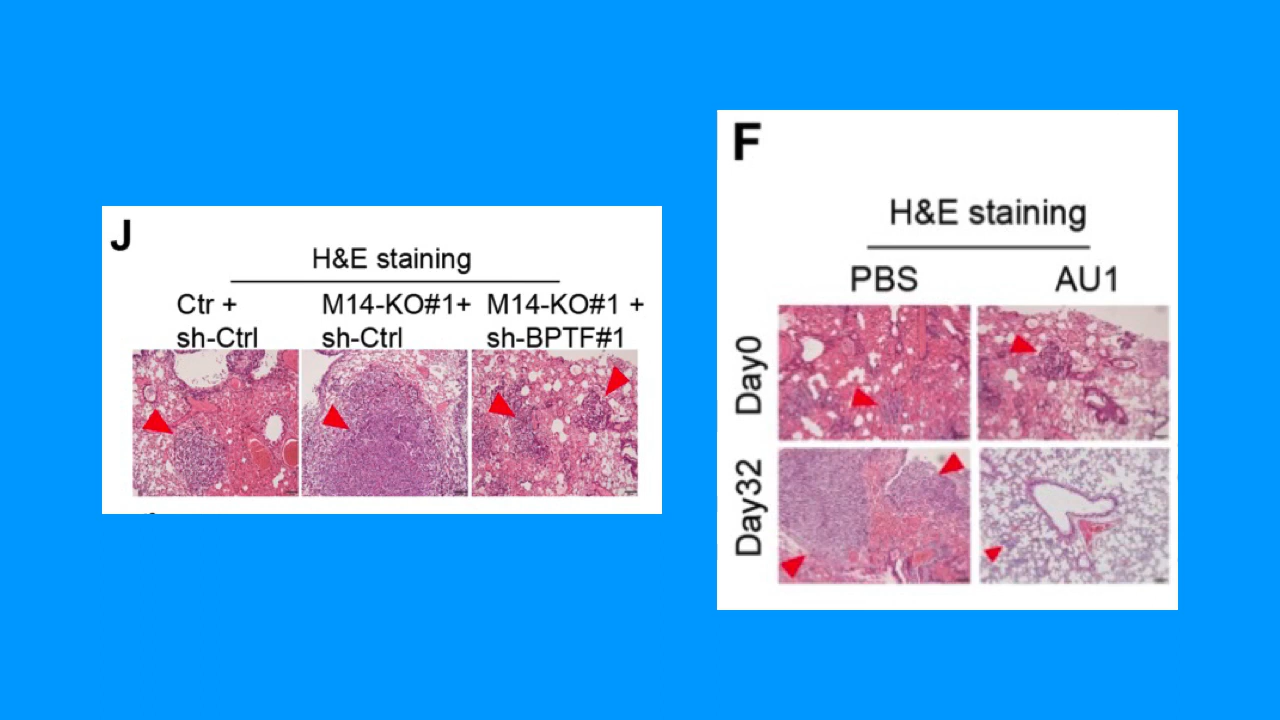 J
H&E staining
Ctr + M14-KO#1+ M14-KO#1 +
sh-Ctrl sh-Ctrl sh-BPTF#1
F
H&E staining
PBS AU1
Day0
Day32